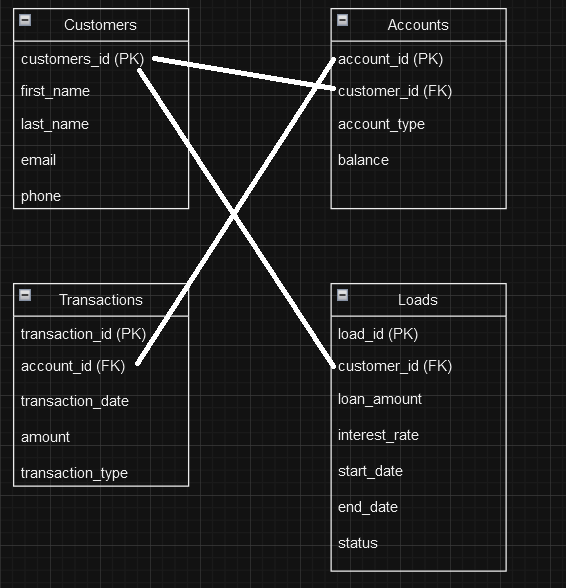 Customers
customers_id (PK)
first_name
last_name
email
phone
Accounts
account_id (PK)
customer_id (FK)
account_type
balance
Transactions
transaction_id (PK)
account_id (FK)
transaction_date
amount
transaction_type
Loads
load_id (PK)
customer_id (FK)
loan_amount
interest_rate
start_date
end_date
status